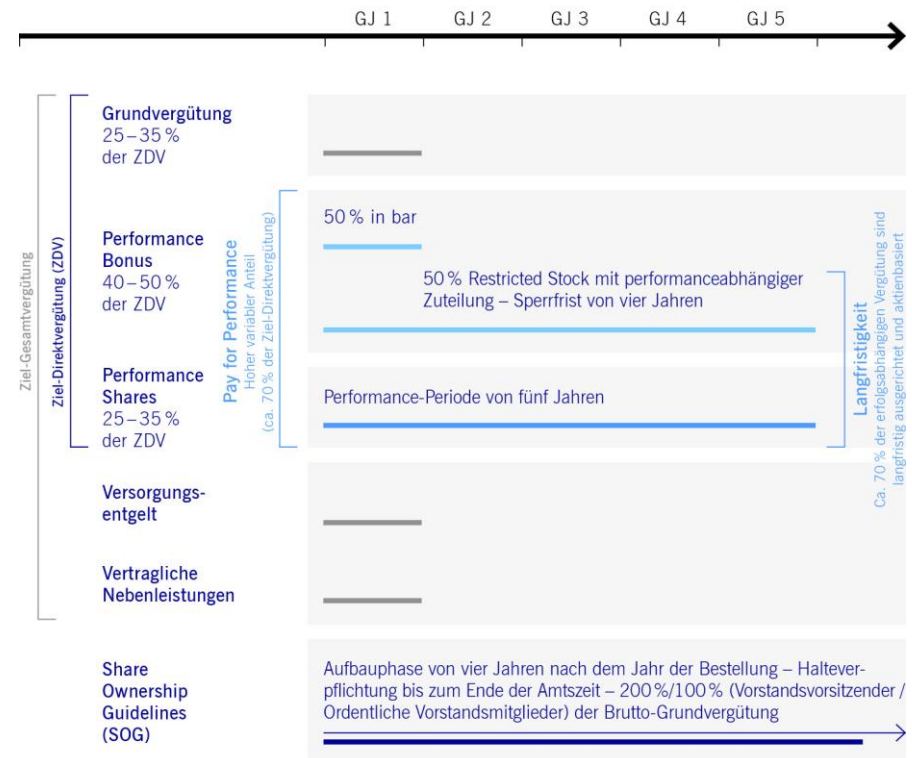 GJ 1 GJ 2 GJ 3 GJ 4 GJ 5
Ziel-Gesamtvergütung
Ziel-Direktvergütung (ZDV)
Grundvergütung
25–35 %
der ZDV
Performance
Bonus
40–50 %
der ZDV
Pay for Performance
Hoher variabler Anteil
(ca. 70 % der Ziel-Direktvergütung)
50 % in bar
50 % Restricted Stock mit performanceabhängiger
Zuteilung – Sperrfrist von vier Jahren
Langfristigkeit
Ca. 70 % der erfolgsabhängigen Vergütung sind
langfristig ausgerichtet und aktienbasiert
Performance
Shares
25–35 %
der ZDV
Performance-Periode von fünf Jahren
Versorgungs-
entgelt
Vertragliche
Nebenleistungen
Share
Ownership
Guidelines
(SOG)
Aufbauphase von vier Jahren nach dem Jahr der Bestellung – Haltever-
pflichtung bis zum Ende der Amtszeit – 200 %/100 % (Vorstandsvorsitzender /
Ordentliche Vorstandsmitglieder) der Brutto-Grundvergütung